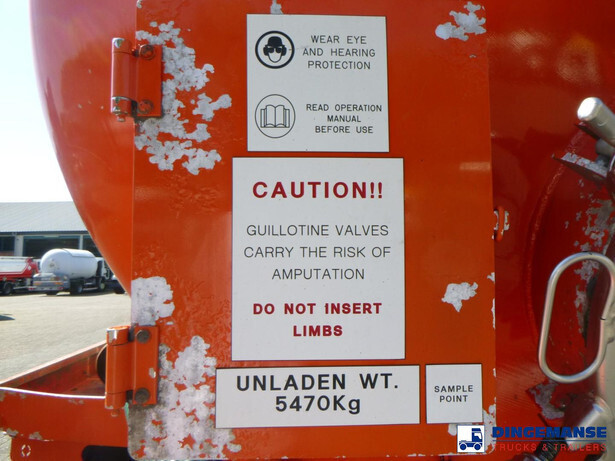 WEAR EYE
AND HEARING
PROTECTION
READ OPERATION
MANUAL
BEFORE USE
CAUTION!!
GUILLOTINE VALVES
CARRY THE RISK OF
AMPUTATION
DO NOT INSERT
LIMBS
UNLADEN WT.
5470Kg
SAMPLE
POINT
DINGEMANSE
TRUCKS & TRAILERS